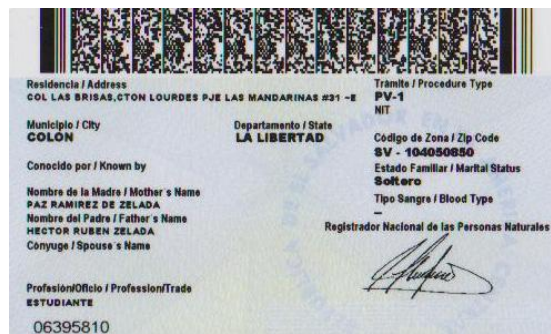 Residencia / Address
COL LAS BRISAS,CTON LOURDES PJE LAS MANDARINAS #31 -E
Trámite / Procedure Type
PV-1
NIT
Municipio / City
COLON
Departamento / State
LA LIBERTAD
Código de Zona / Zip Code
SV - 104050850
Conocido por / Known by
Estado Familiar / Marital Status
Soltero
Nombre de la Madre / Mother´s Name
PAZ RAMIREZ DE ZELADA
Tipo Sangre / Blood Type
--
Nombre del Padre / Father´s Name
HECTOR RUBEN ZELADA
Registrador Nacional de las Personas Naturales
Cónyuge / Spouse´s Name
Profesión/Oficio / Profession/Trade
ESTUDIANTE
06395810